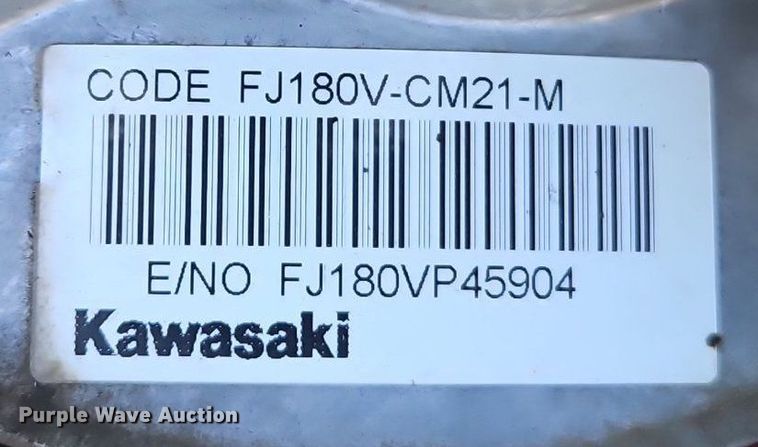 CODE FJ180V-CM21-M
E/NO FJ180VP45904
Kawasaki
Purple Wave Auction